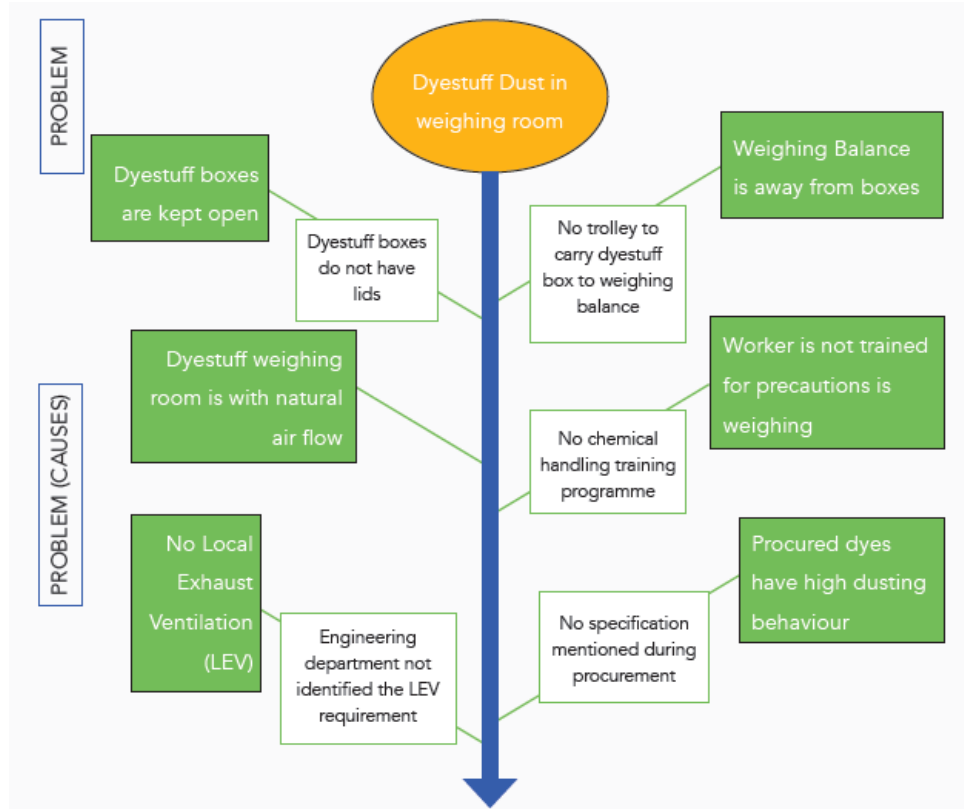 PROBLEM
Dyestuff Dust in
weighing room
Dyestuff boxes
are kept open
Dyestuff boxes
do not have
lids
Weighing Balance
is away from boxes
No trolley to
carry dyestuff
box to weighing
balance
PROBLEM (CAUSES)
Dyestuff weighing
room is with natural
air flow
Worker is not trained
for precautions is
weighing
No chemical
handling training
programme
No Local
Exhaust
Ventilation
(LEV)
Engineering
department not
identified the LEV
requirement
Procured dyes
have high dusting
behaviour
No specification
mentioned during
procurement